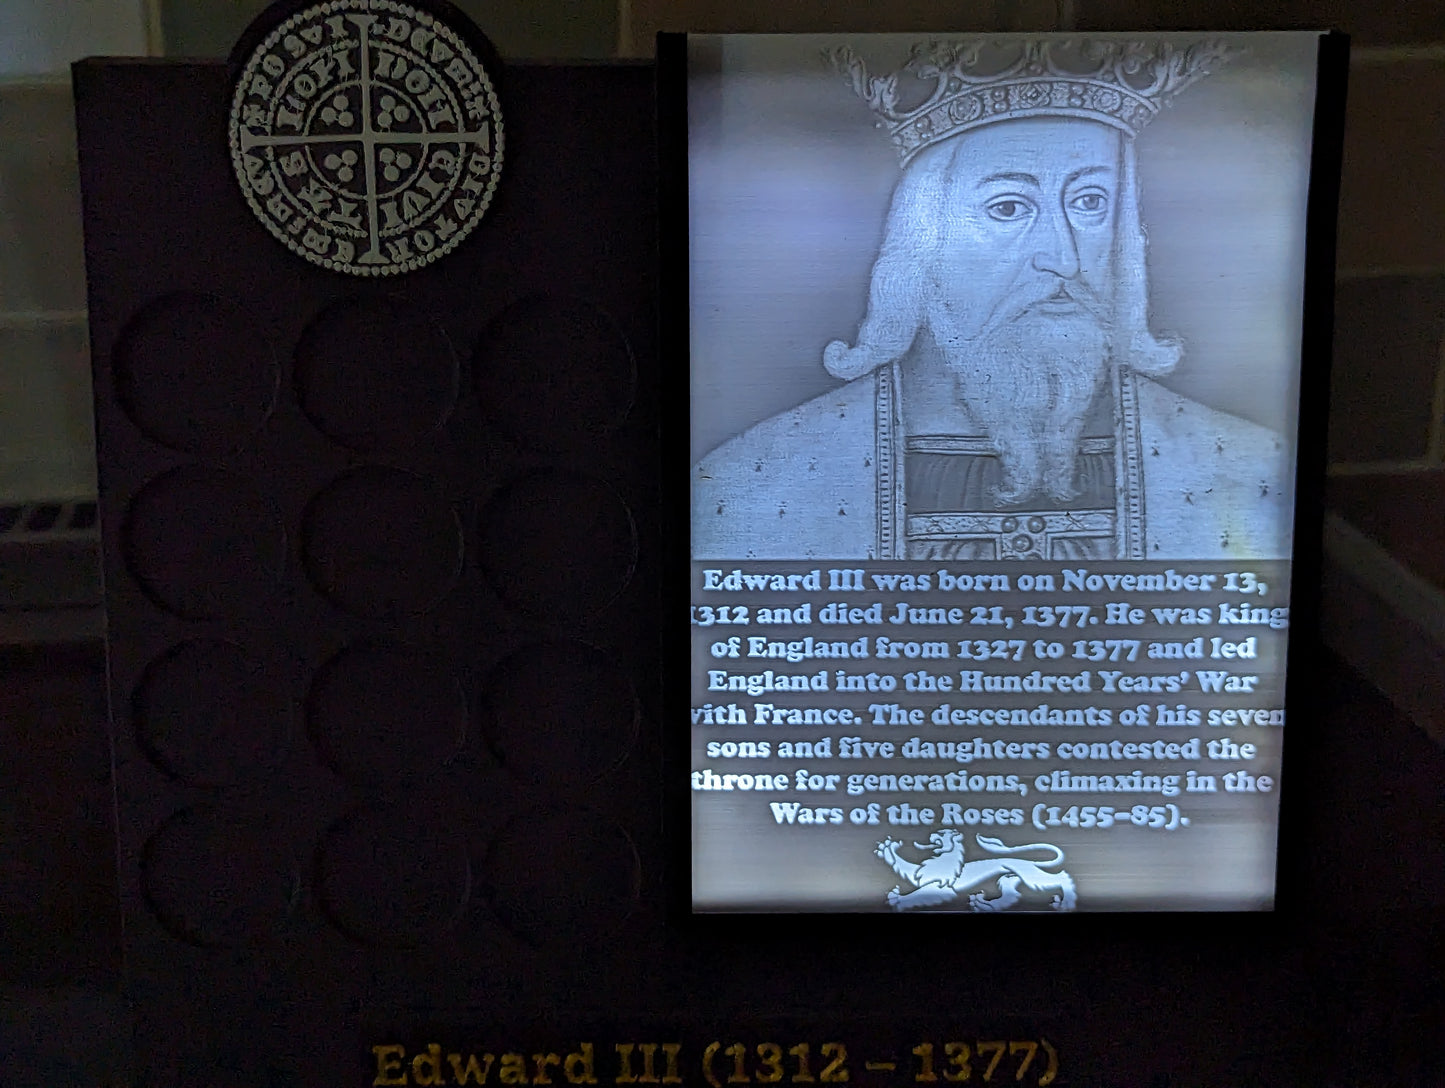 POSVI
CIVI
TAS
Edward III was born on November 13,
1312 and died June 21, 1377. He was king
of England from 1327 to 1377 and led
England into the Hundred Years’ War
with France. The descendants of his seven
sons and five daughters contested the
throne for generations, climaxing in the
Wars of the Roses (1455–85).
Edward III (1312 – 1377)